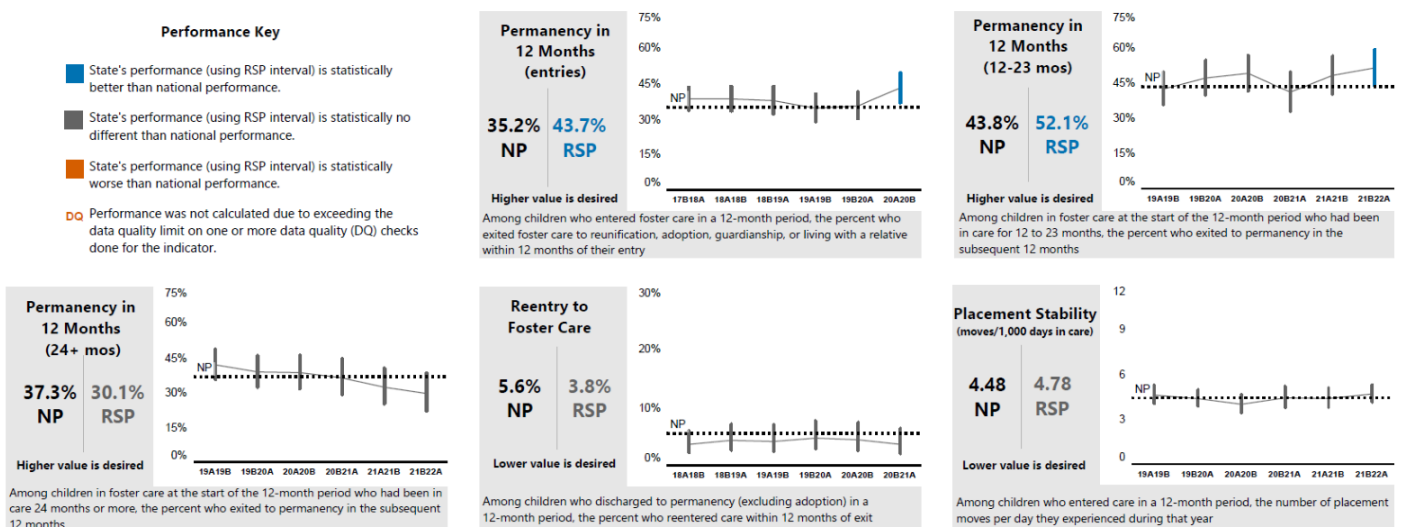 Performance Key
State's performance (using RSP interval) is statistically
better than national performance.
State's performance (using RSP interval) is statistically no
different than national performance.
State's performance (using RSP interval) is statistically
worse than national performance.
DQ Performance was not calculated due to exceeding the
data quality limit on one or more data quality (DQ) checks
done for the indicator.
Permanency in
12 Months
(entries)
35.2% 43.7%
NP RSP
Higher value is desired
75%
60%
45%
NP
30%
15%
0%
17B18A 18A18B 18B19A 19A19B 19B20A 20A20B
Among children who entered foster care in a 12-month period, the percent who
exited foster care to reunification, adoption, guardianship, or living with a relative
within 12 months of their entry
Permanency in
12 Months
(12-23 mos)
43.8% 52.1%
NP RSP
Higher value is desired
75%
60%
NP
45%
30%
15%
0%
19A19B 19B20A 20A20B 20B21A 21A21B 21B22A
Among children in foster care at the start of the 12-month period who had been
in care for 12 to 23 months, the percent who exited to permanency in the
subsequent 12 months
Permanency in
12 Months
(24+ mos)
37.3% 30.1%
NP RSP
Higher value is desired
75%
60%
45%
NP
30%
15%
0%
19A19B 19B20A 20A20B 20B21A 21A21B 21B22A
Among children in foster care at the start of the 12-month period who had been in
care 24 months or more, the percent who exited to permanency in the subsequent
12 months
Reentry to
Foster Care
5.6% 3.8%
NP RSP
Lower value is desired
30%
20%
10%
NP
0%
18A18B 18B19A 19A19B 19B20A 20A20B 20B21A
Among children who discharged to permanency (excluding adoption) in a
12-month period, the percent who reentered care within 12 months of exit
Placement Stability
(moves/1,000 days in care)
4.48 4.78
NP RSP
Lower value is desired
12
9
6
NP
3
0
19A19B 19B20A 20A20B 20B21A 21A21B 21B22A
Among children who entered care in a 12-month period, the number of placement
moves per day they experienced during that year